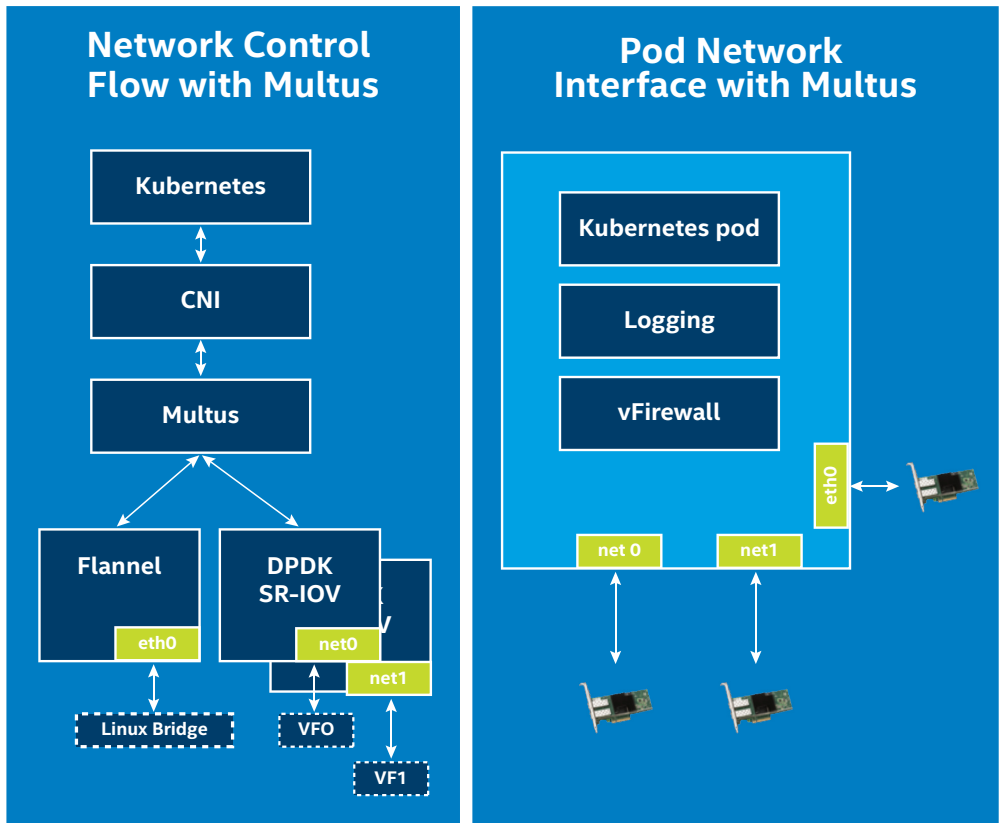 Network Control
Flow with Multus
Kubernetes
CNI
Multus
Flannel
eth0
Linux Bridge
DPDK
SR-IOV
net0
VFO
V
net1
VF1
Pod Network
Interface with Multus
Kubernetes pod
Logging
vFirewall
eth0
net 0
net1